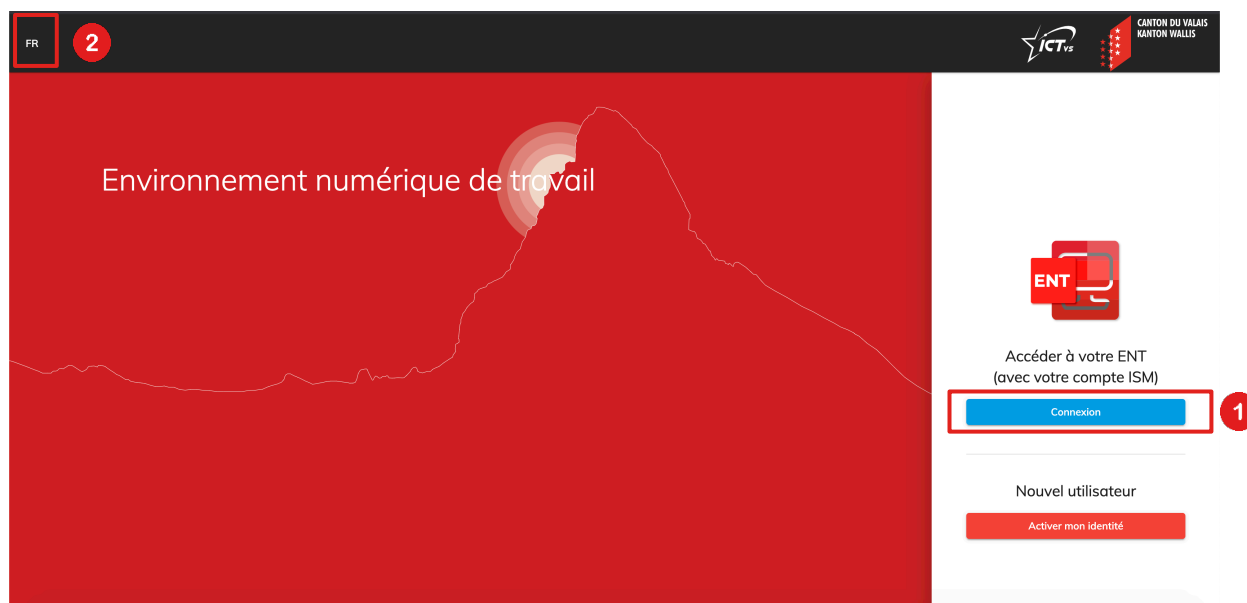 FR
2
ICTvs
CANTON DU VALAIS
KANTON WALLIS
Environnement numérique de travail
ENT
Accéder à votre ENT
(avec votre compte ISM)
Connexion
1
Nouvel utilisateur
Activer mon identité